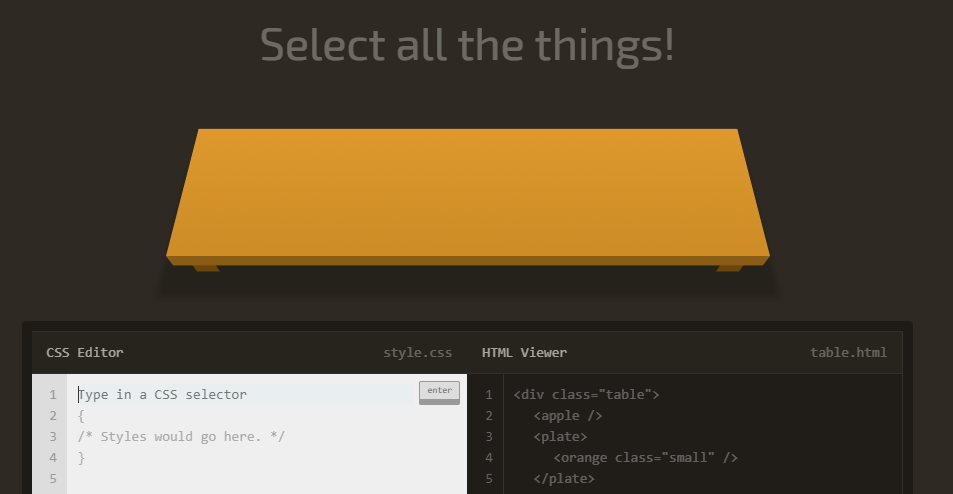 Select all the things!
CSS Editor style.css
1 Type in a CSS selector enter
2 {
3 /* Styles would go here. */
4 }
5
HTML Viewer table.html
1 <div class="table">
2 <apple />
3 <plate>
4 <orange class="small" />
5 </plate>